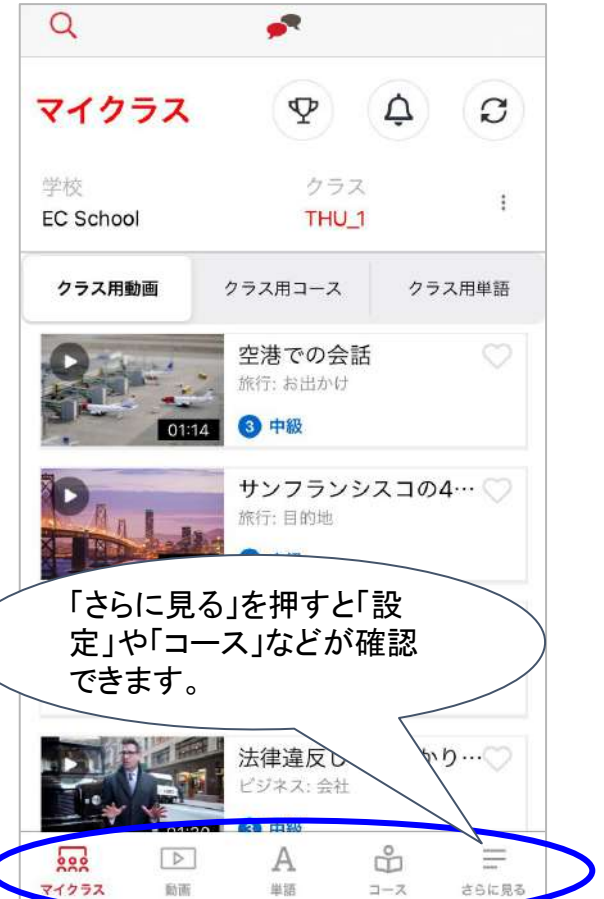 マイクラス
学校 クラス
EC School THU_1
クラス用動画 クラス用コース クラス用単語
空港での会話
旅行: お出かけ
01:14 3 中級
サンフランシスコの4…
旅行: 目的地
「さらに見る」を押すと「設
定」や「コース」などが確認
できます。
法律違反し
り…
ビジネス: 会社
3 中級
マイクラス 動画 単語 コース さらに見る